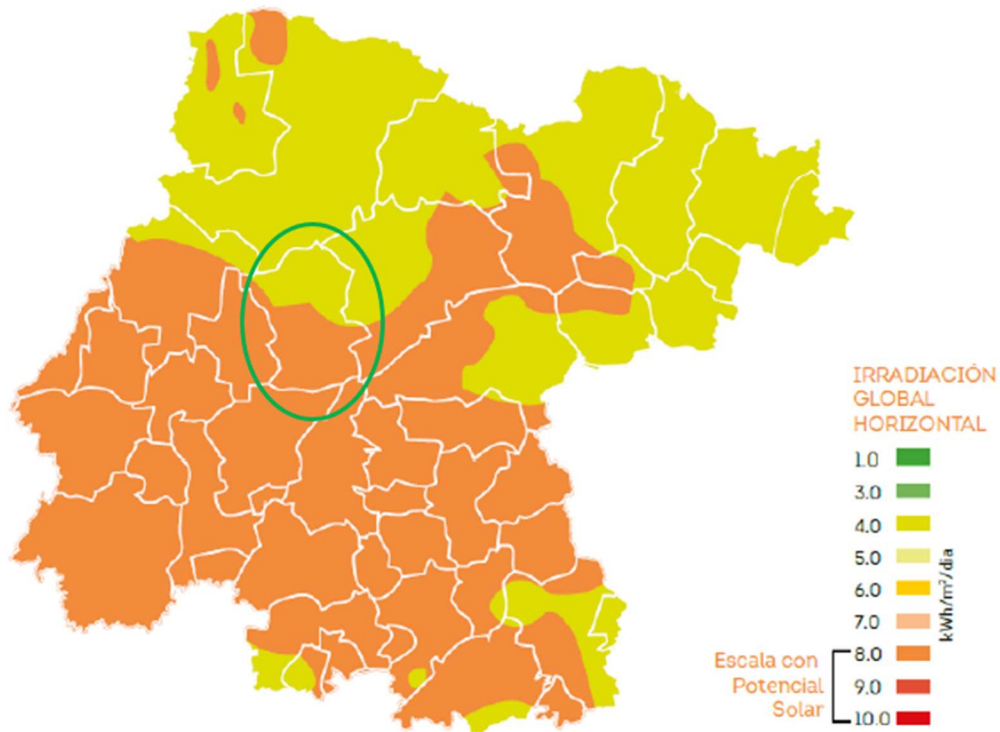 IRRADIACIÓN
GLOBAL
HORIZONTAL
1.0
3.0
4.0
5.0
6.0
7.0
8.0
9.0
10.0
kWh/m²/dia
Escala con
Potencial
Solar